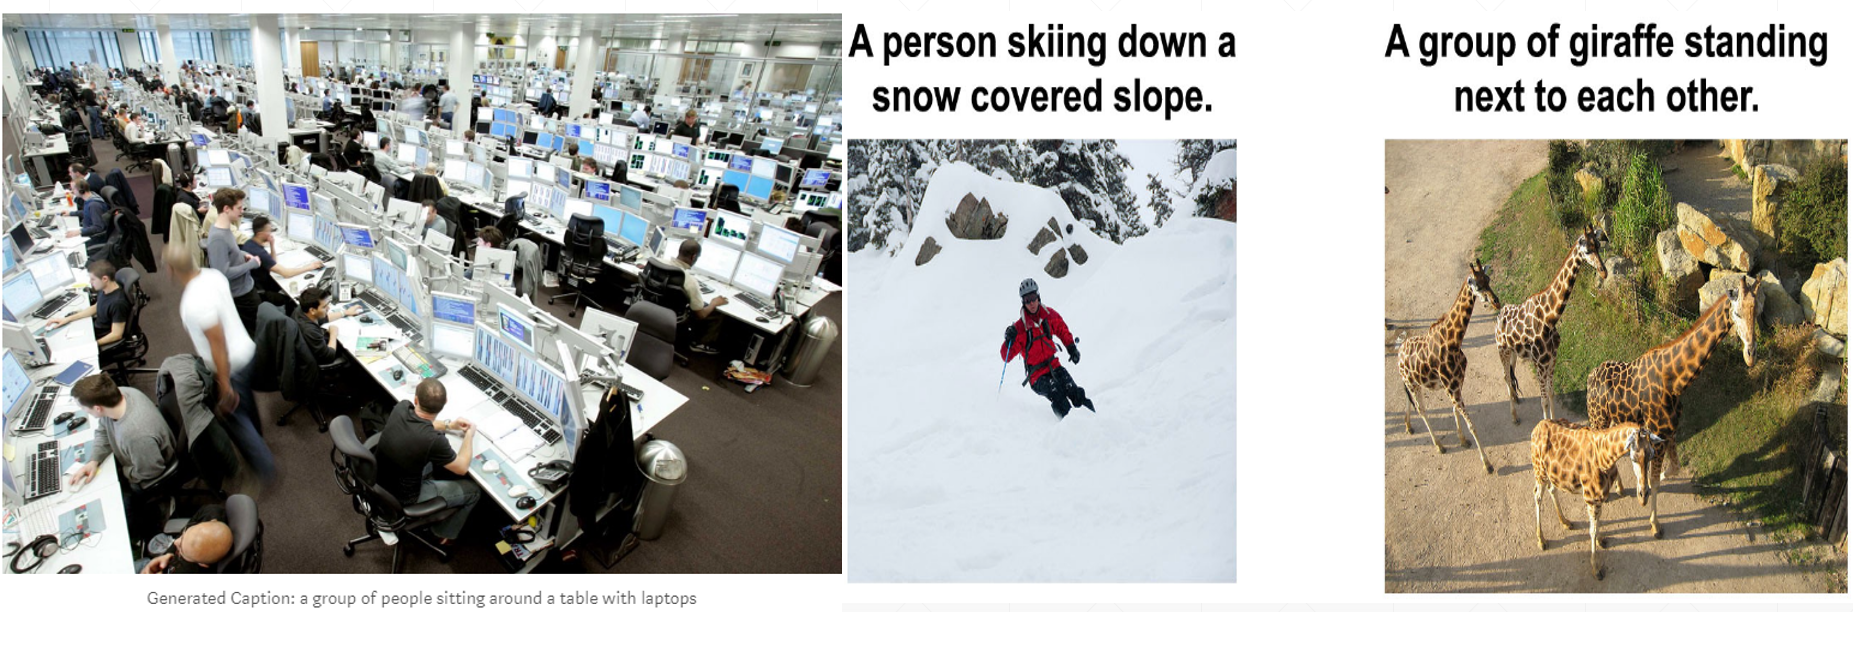 A person skiing down a
snow covered slope.
A group of giraffe standing
next to each other.
Generated Caption: a group of people sitting around a table with laptops